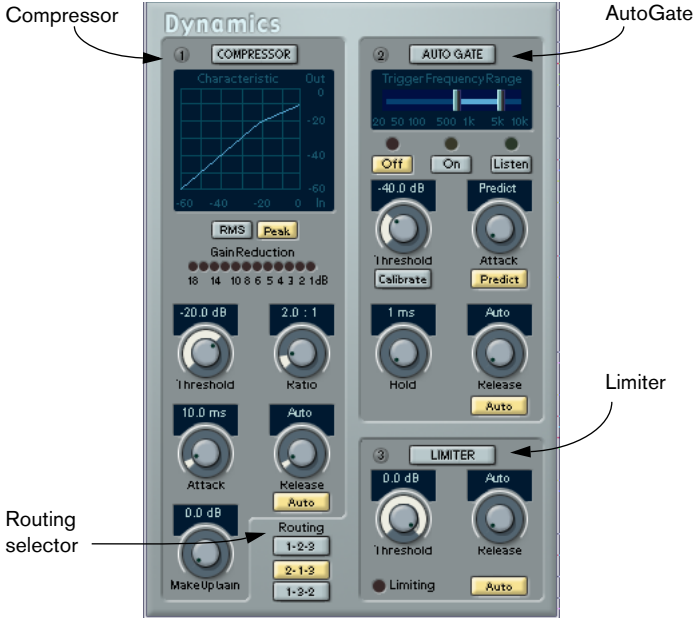 Compressor
AutoGate
Dynamics
1 COMPRESSOR
Characteristic Out
0
-20
-40
-60
-60 -40 -20 0 In
RMS Peak
Gain Reduction
18 14 10 8 6 5 4 3 2 1dB
-20.0 dB 2.0 : 1
Threshold Ratio
10.0 ms Auto
Attack Release
Auto
0.0 dB
MakeUpGain
Routing
selector
Routing
1-2-3
2-1-3
1-3-2
2 AUTO GATE
Trigger Frequency Range
20 50 100 500 1k 5k 10k
Off On Listen
-40.0 dB Predict
Threshold Attack
Calibrate Predict
1 ms Auto
Hold Release
Auto
Limiter
3 LIMITER
0.0 dB Auto
Threshold Release
Limiting Auto